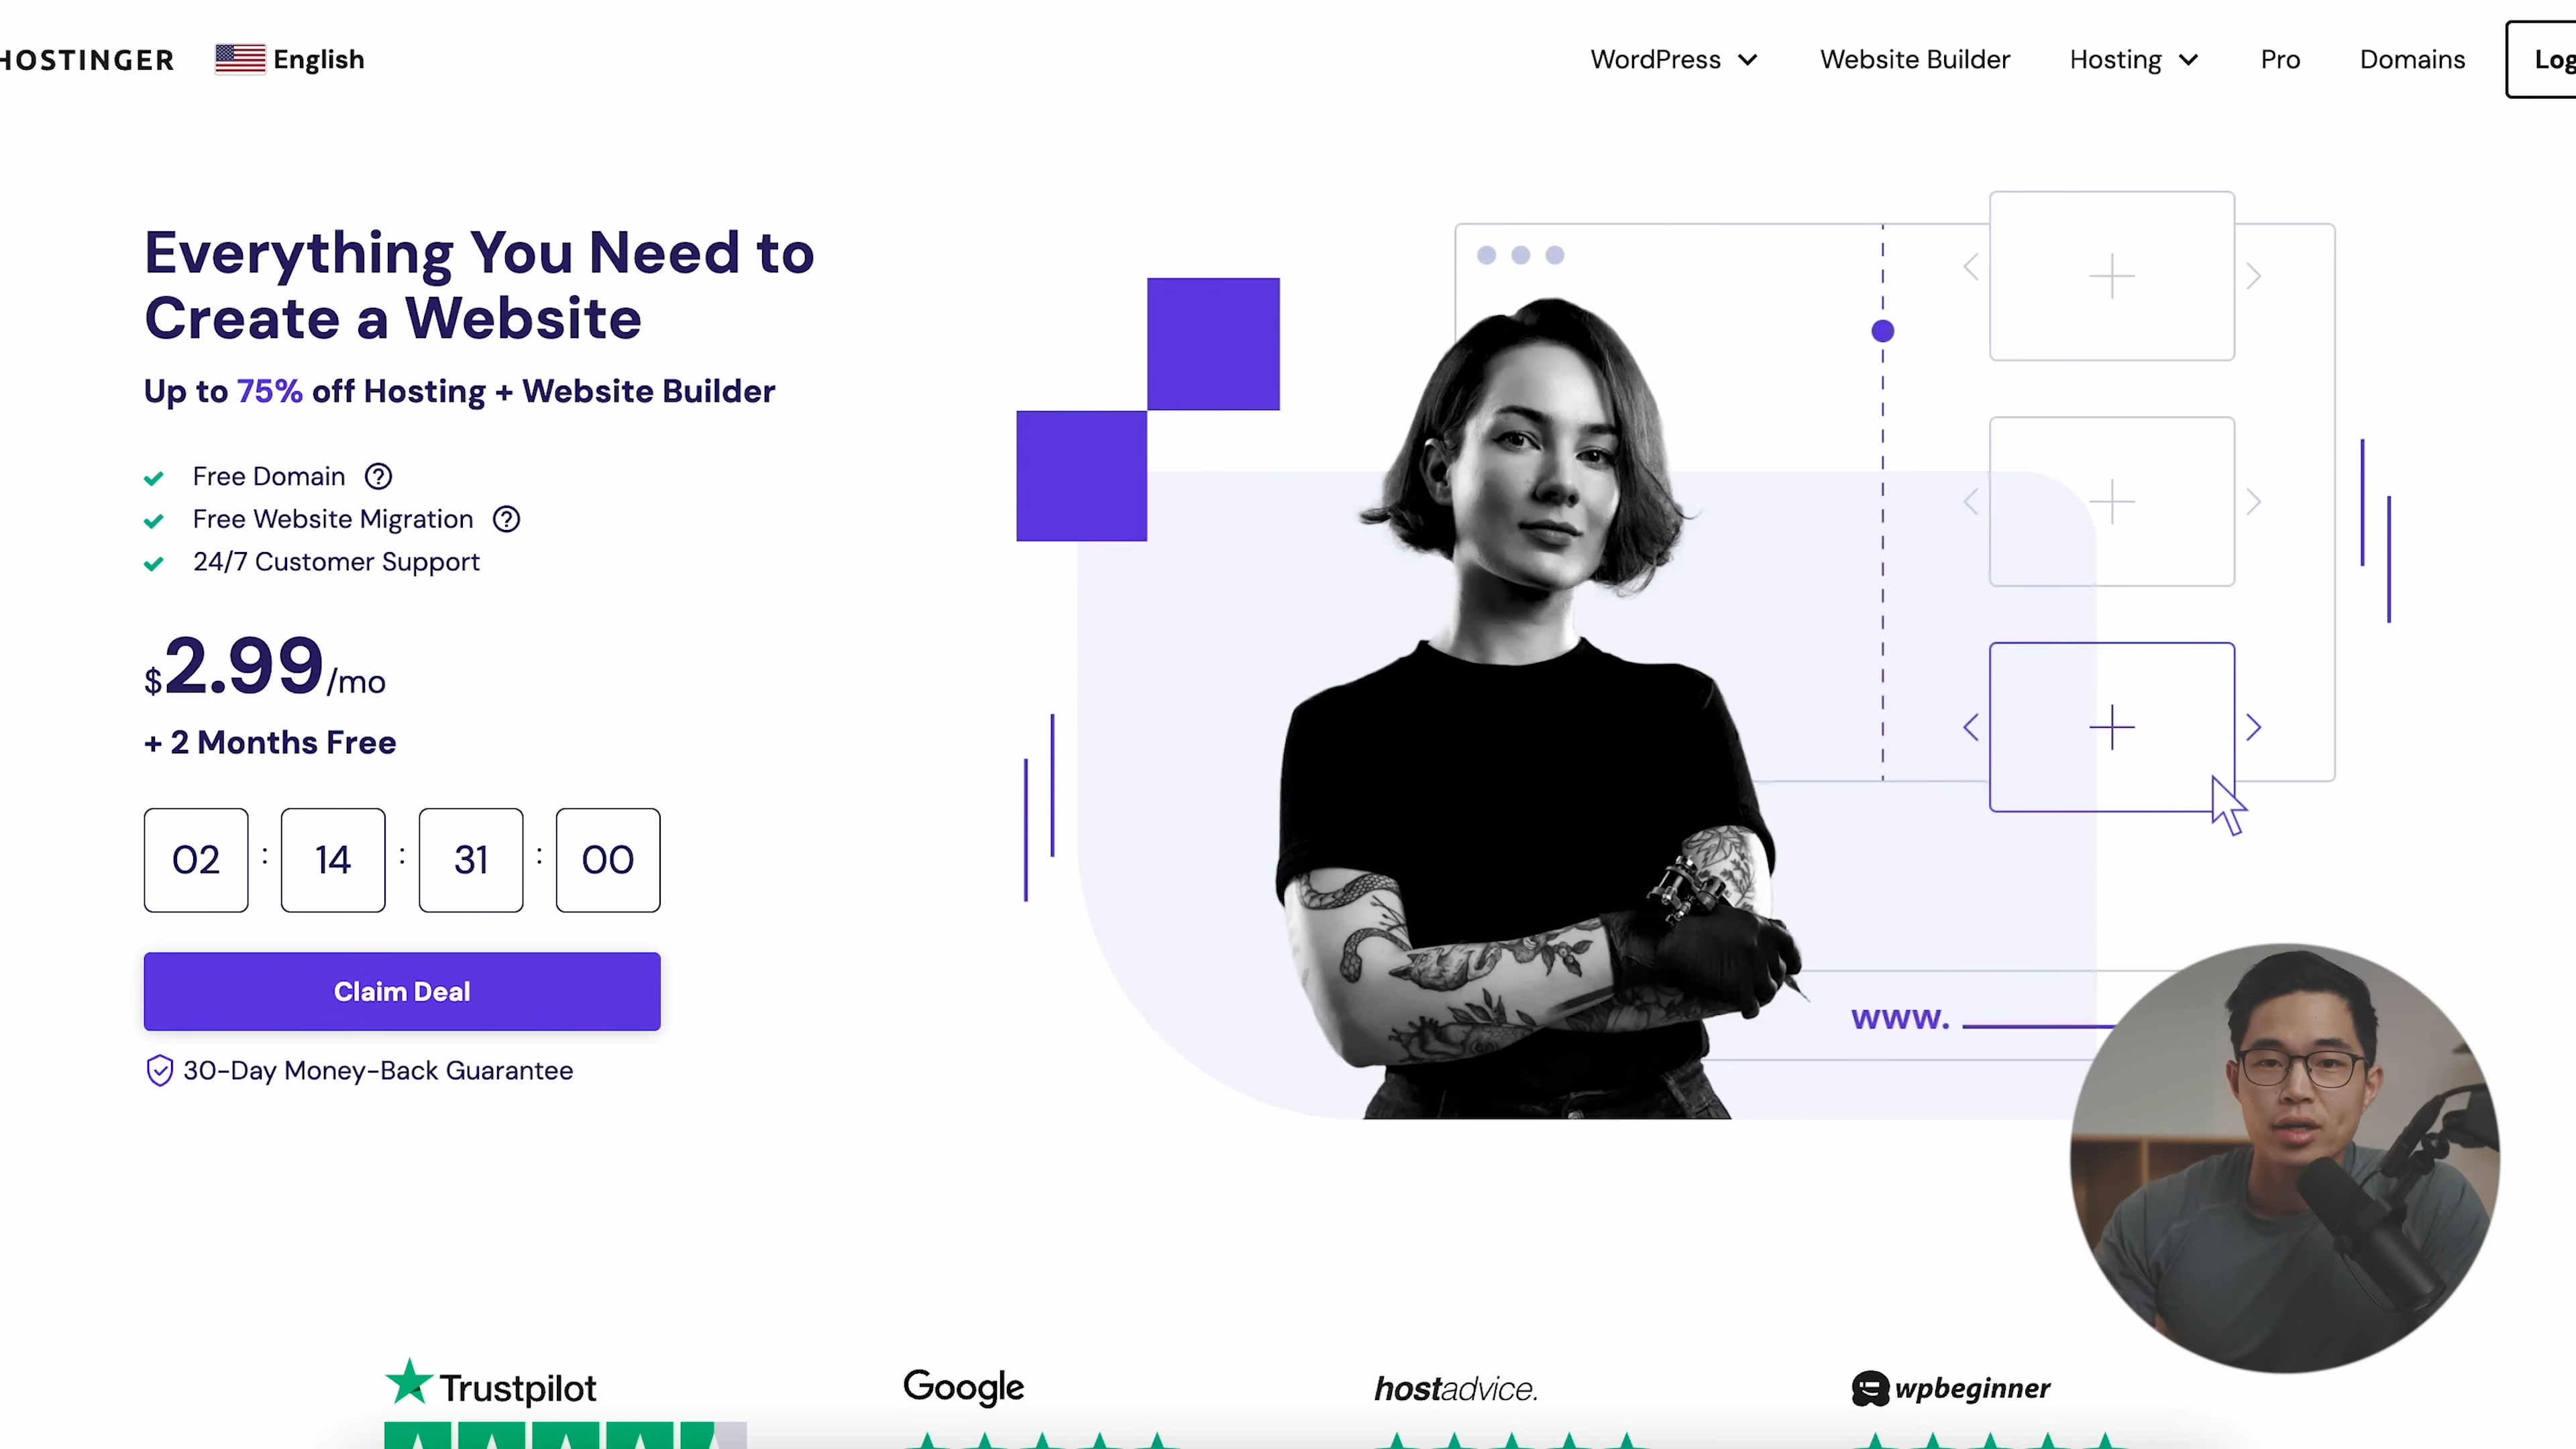 HOSTINGER
English
WordPress
Website Builder
Hosting
Pro
Domains
Log
Everything You Need to
Create a Website
Up to 75% off Hosting + Website Builder
Free Domain ?
Free Website Migration ?
24/7 Customer Support
$2.99/mo
+ 2 Months Free
02 : 14 : 31 : 00
Claim Deal
30-Day Money-Back Guarantee
www.
Trustpilot
Google
hostadvice.
wpbeginner